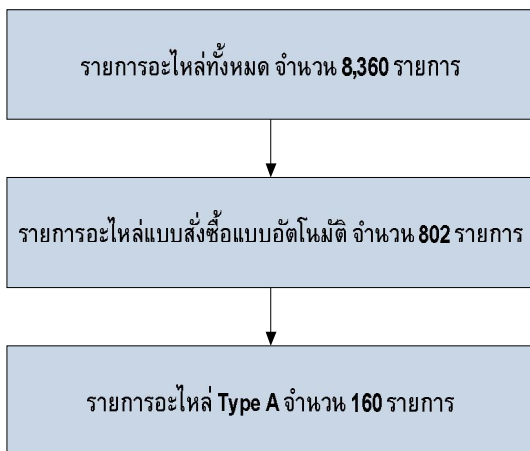 รายการอะไหล่ทั้งหมด จำนวน 8,360 รายการ
รายการอะไหล่แบบสั่งซื้อแบบอัตโนมัติ จำนวน 802 รายการ
รายการอะไหล่ Type A จำนวน 160 รายการ